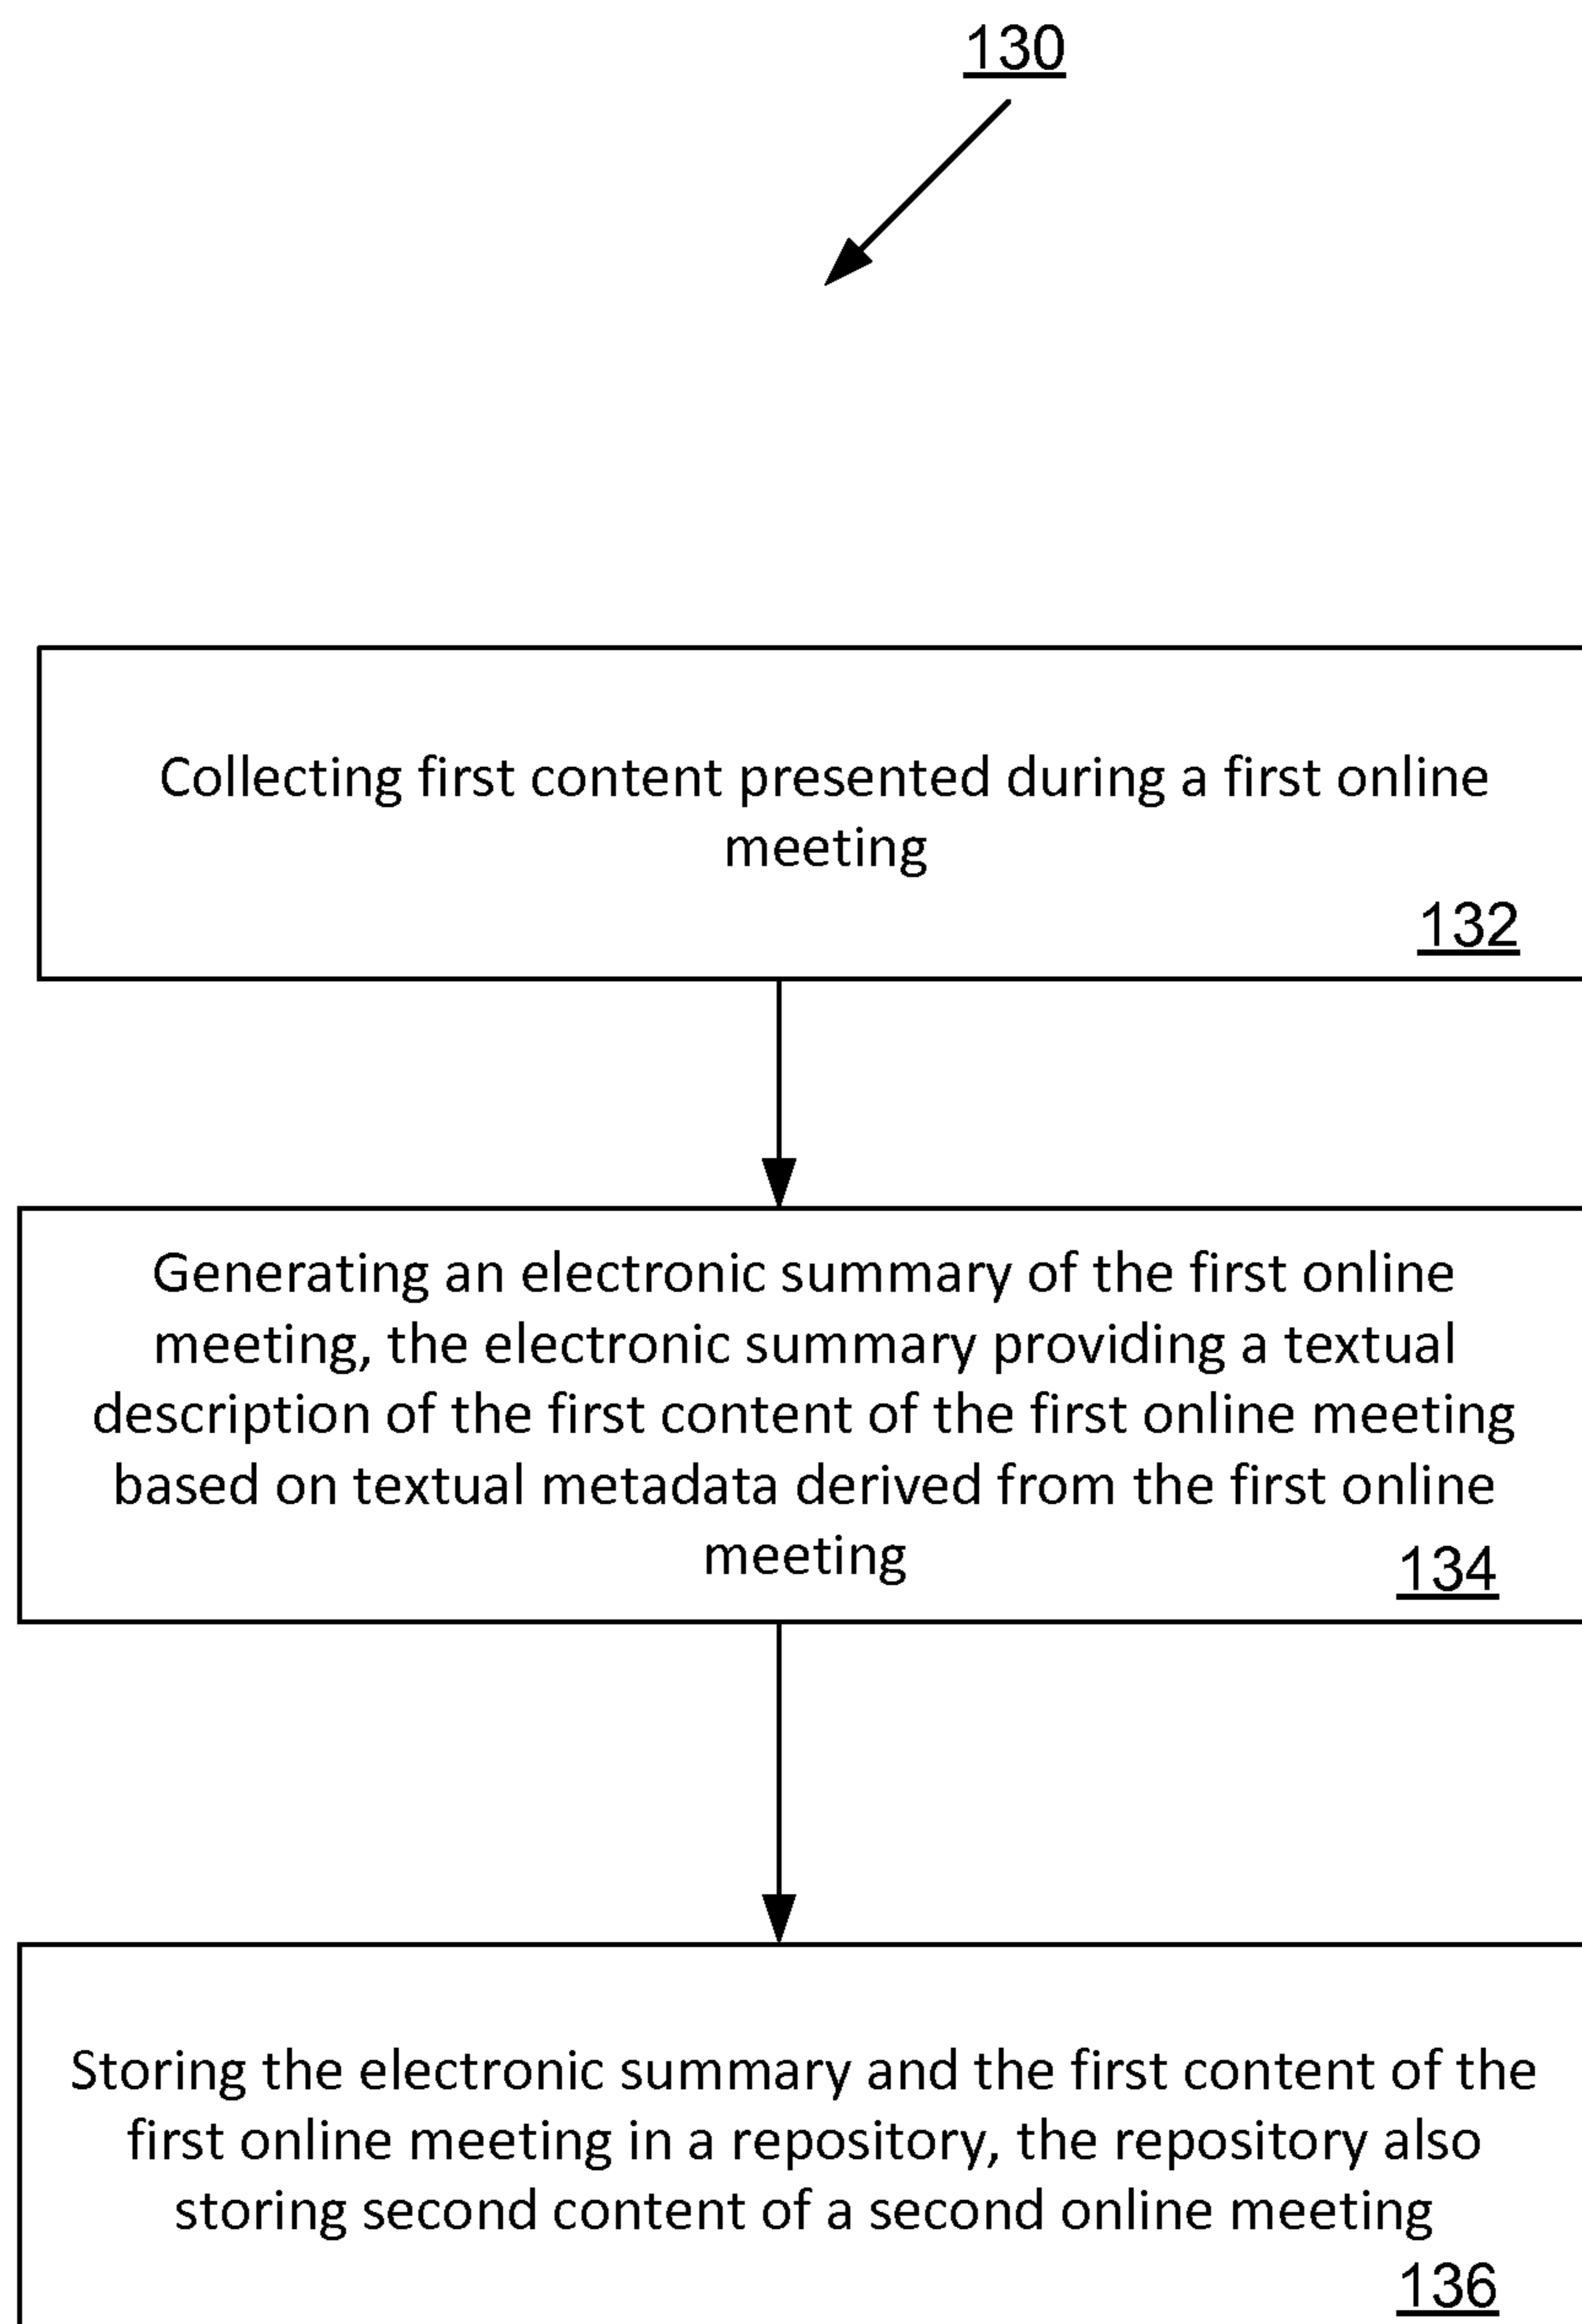 130
Collecting first content presented during a first online
meeting
132
Generating an electronic summary of the first online
meeting, the electronic summary providing a textual
description of the first content of the first online meeting
based on textual metadata derived from the first online
meeting
134
Storing the electronic summary and the first content of the
first online meeting in a repository, the repository also
storing second content of a second online meeting
136